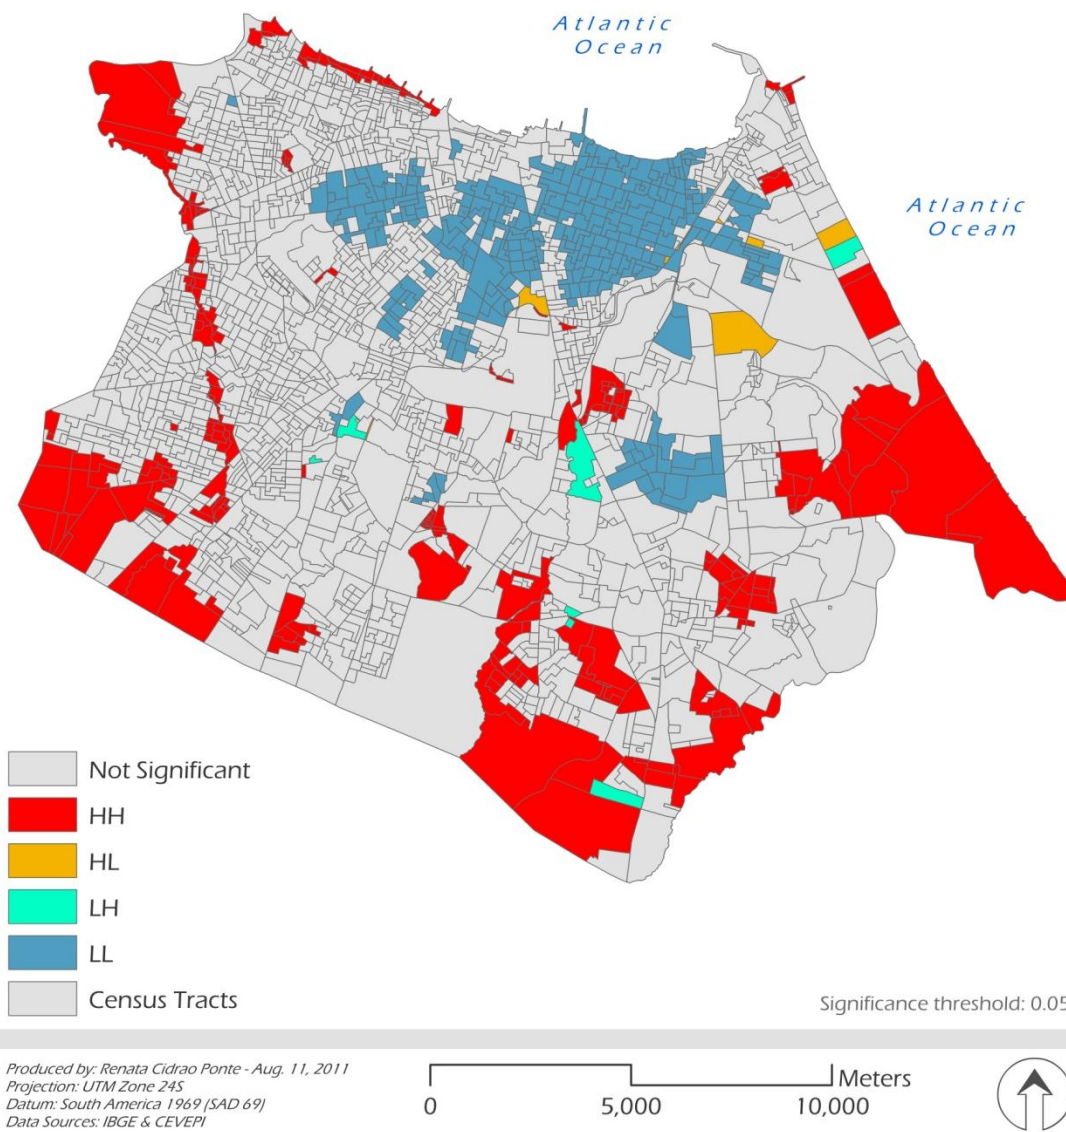 Atlantic
Ocean
Atlantic
Ocean
Not Significant
HH
HL
LH
LL
Census Tracts
Significance threshold: 0.05
Produced by: Renata Cidrao Ponte - Aug. 11, 2011
Projection: UTM Zone 24S
Datum: South America 1969 (SAD 69)
Data Sources: IBGE & CEVEPI
Meters
0 5,000 10,000